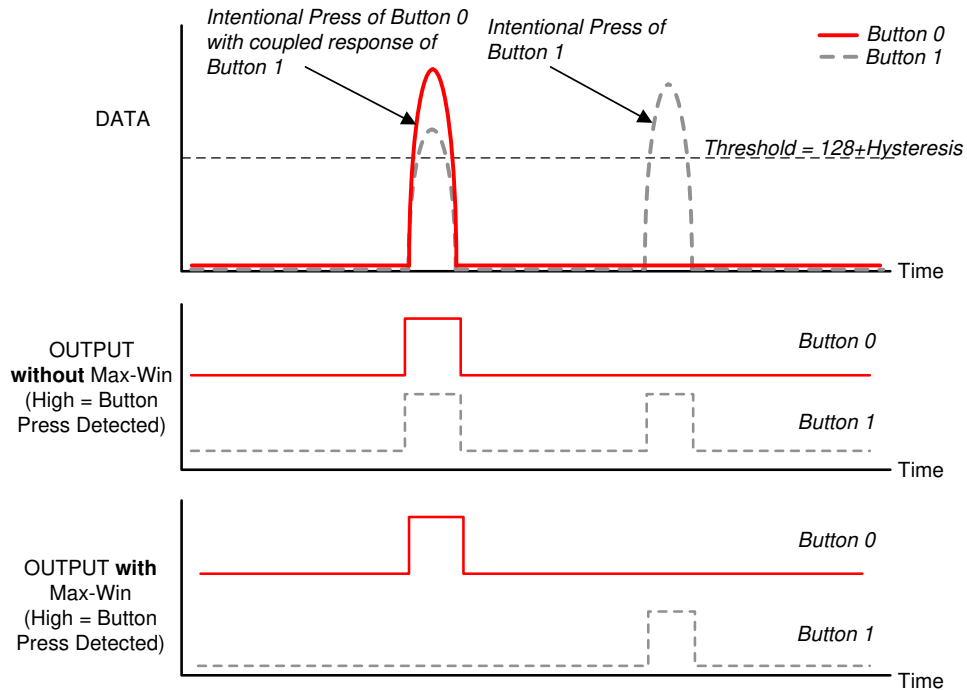 Intentional Press of Button 0
with coupled response of
Button 1
Intentional Press of
Button 1
Button 0
Button 1
DATA
Threshold = 128+Hysteresis
Time
OUTPUT
without Max-Win
(High = Button
Press Detected)
Button 0
Button 1
Time
OUTPUT with
Max-Win
(High = Button
Press Detected)
Button 0
Button 1
Time